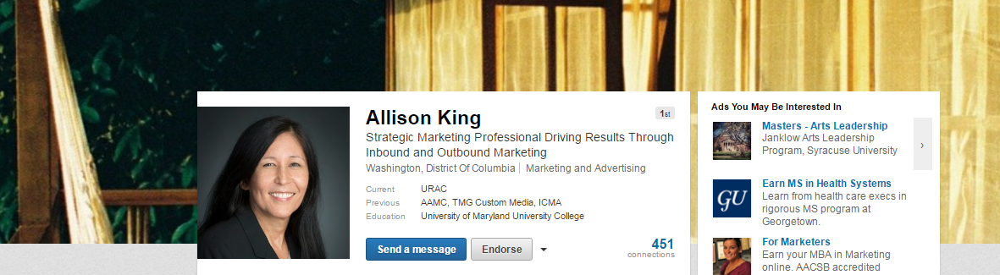 Allison King
1st
Strategic Marketing Professional Driving Results Through
Inbound and Outbound Marketing
Washington, District Of Columbia | Marketing and Advertising
Current URAC
Previous AAMC, TMG Custom Media, ICMA
Education University of Maryland University College
Send a message
Endorse
451
connections
Ads You May Be Interested In
Masters - Arts Leadership
Janklow Arts Leadership
Program, Syracuse University
›
GU
Earn MS in Health Systems
Learn from health care execs in
rigorous MS program at
Georgetown.
For Marketers
Earn your MBA in Marketing
online. AACSB accredited